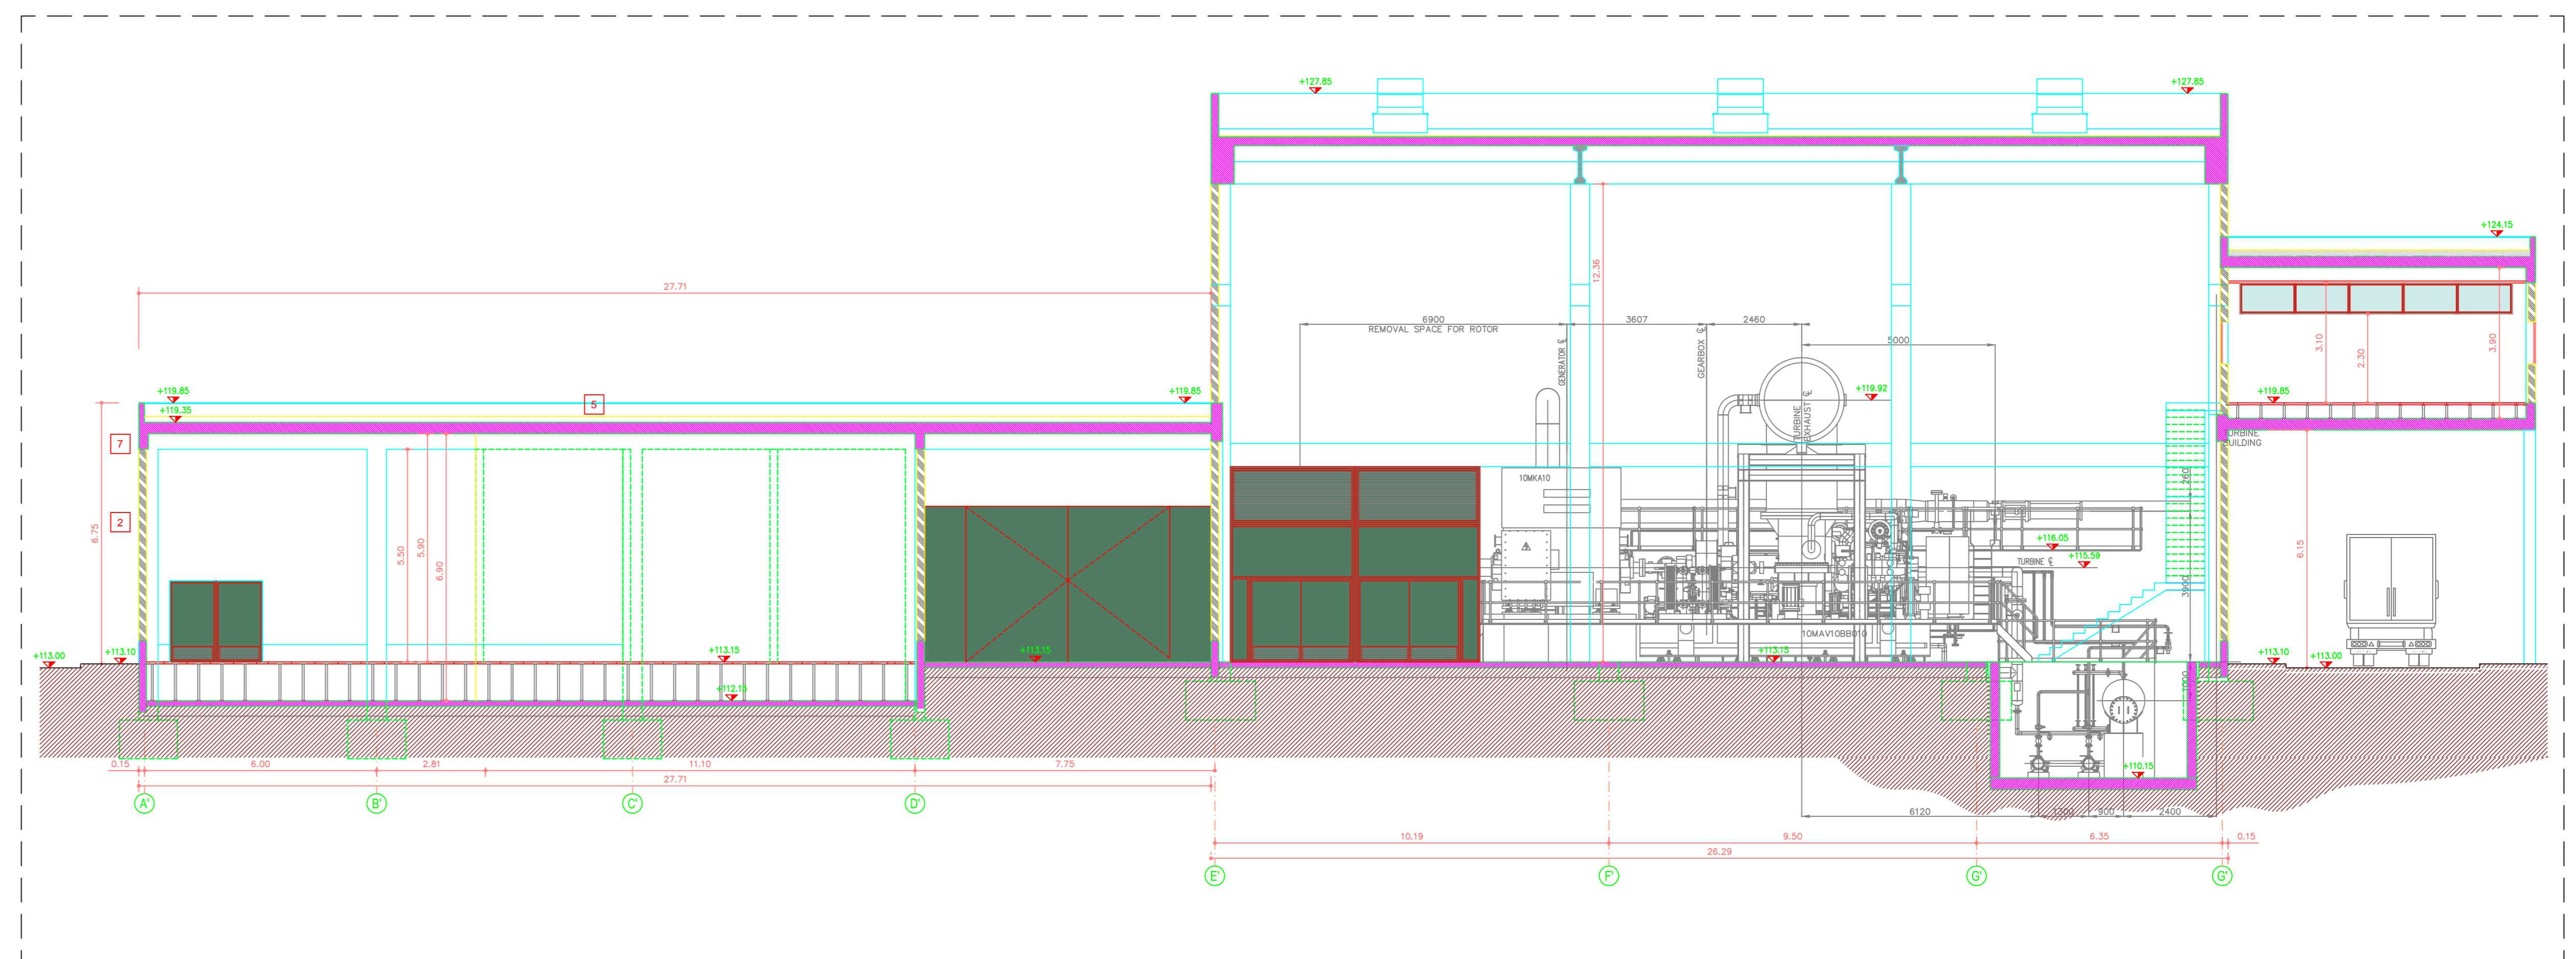 +127.85
+127.85
+124.15
12.36
27.71
6900
REMOVAL SPACE FOR ROTOR
3607
2460
GENERATOR ℄
GEARBOX ℄
5000
3.10
2.30
3.90
+119.85
+119.35
5
+119.85
+119.92
+119.85
TURBINE
EXHAUST ℄
7
TURBINE
BUILDING
10MKA10
2
6.75
5.50
5.90
6.90
+116.05
+115.59
TURBINE ℄
6.15
3900
10MAV10BB010
+113.00
+113.10
+113.15
+113.15
+113.15
+113.10
+113.00
+112.15
+110.15
0.15
6.00
2.81
11.10
7.75
27.71
A'
B'
C'
D'
6120
1300
900
2400
10.19
9.50
6.35
0.15
26.29
E'
F'
G'
G'